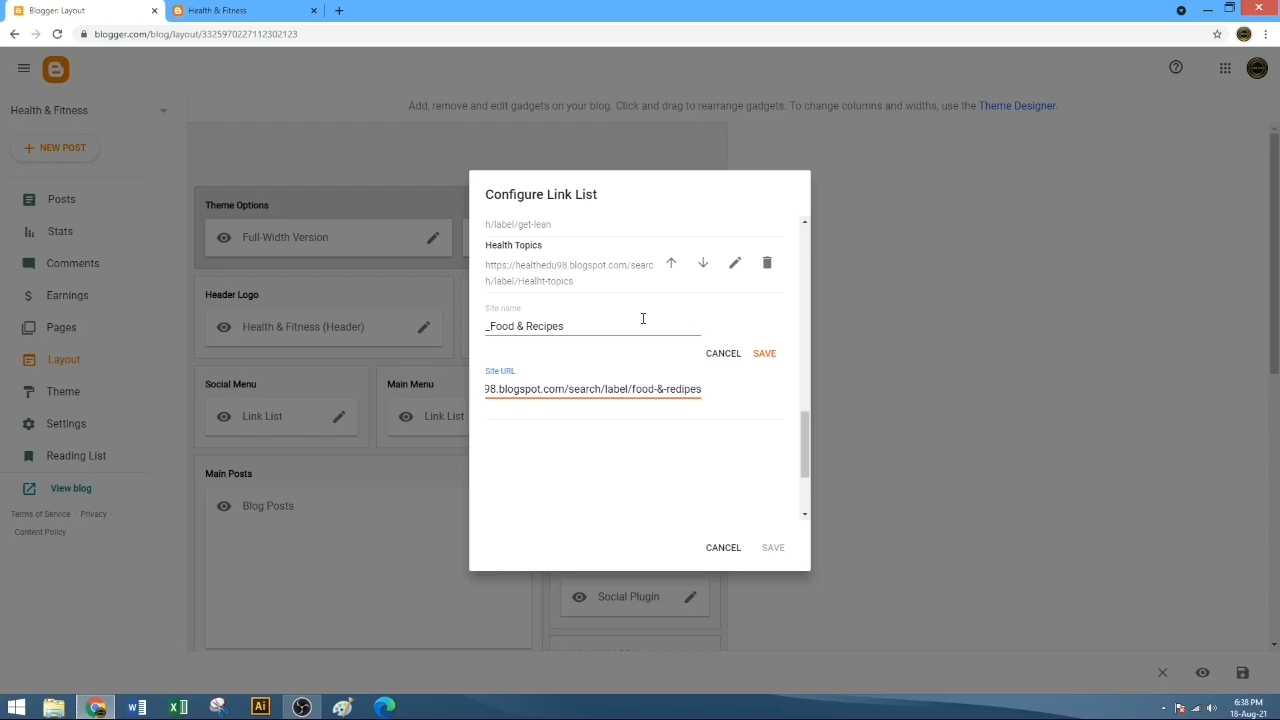 Blogger: Layout
Health & Fitness
blogger.com/blog/layout/3325970227112302123
Health & Fitness
Add, remove and edit gadgets on your blog. Click and drag to rearrange gadgets. To change columns and widths, use the Theme Designer.
NEW POST
Posts
Stats
Comments
Earnings
Pages
Layout
Theme
Settings
Reading List
View blog
Terms of Service · Privacy ·
Content Policy
Theme Options
Full-Width Version
Header Logo
Health & Fitness (Header)
Social Menu
Link List
Main Menu
Link List
Main Posts
Blog Posts
Social Plugin
Configure Link List
h/label/get-lean
Health Topics
https://healthedu98.blogspot.com/searc
h/label/Healht-topics
Site name
_Food & Recipes
CANCEL SAVE
Site URL
98.blogspot.com/search/label/food-&-redipes
CANCEL SAVE
6:38 PM
18-Aug-21